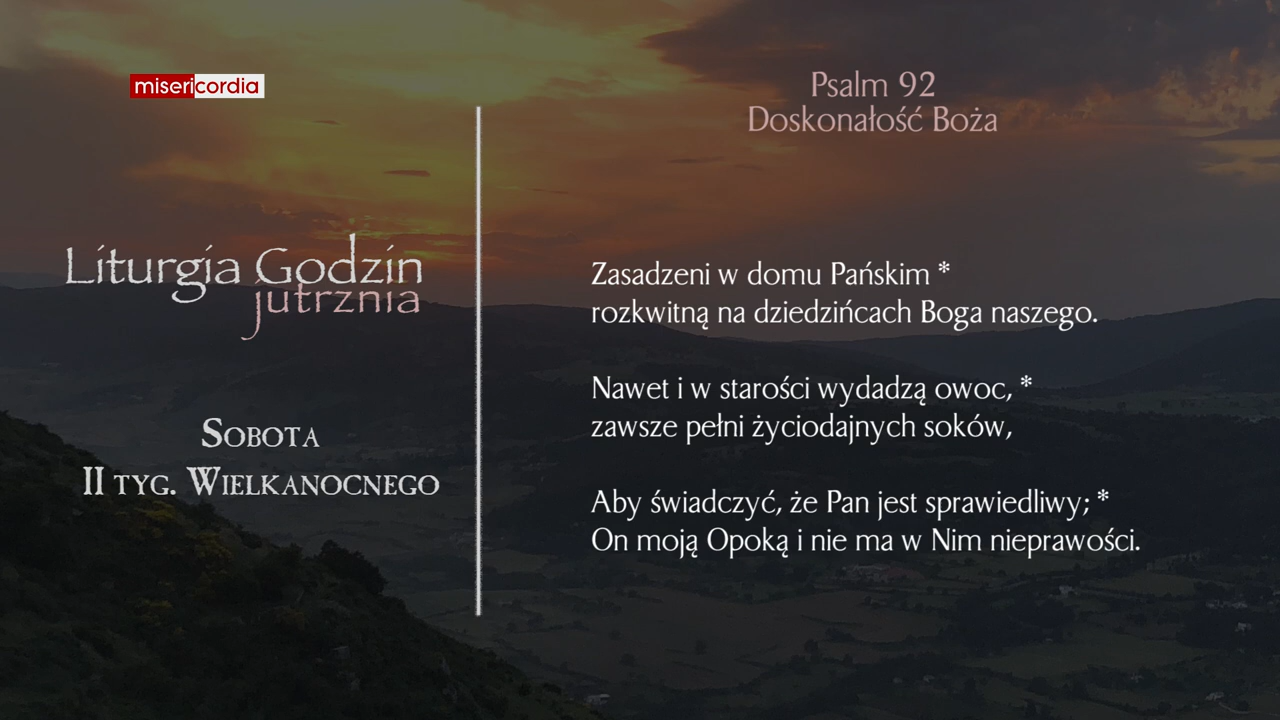 misericordia
Liturgia Godzin
jutrznia
Sobota
II tyg. Wielkanocnego
Psalm 92
Doskonałość Boża
Zasadzeni w domu Pańskim *
rozkwitną na dziedzińcach Boga naszego.
Nawet i w starości wydadzą owoc, *
zawsze pełni życiodajnych soków,
Aby świadczyć, że Pan jest sprawiedliwy; *
On moją Opoką i nie ma w Nim nieprawości.